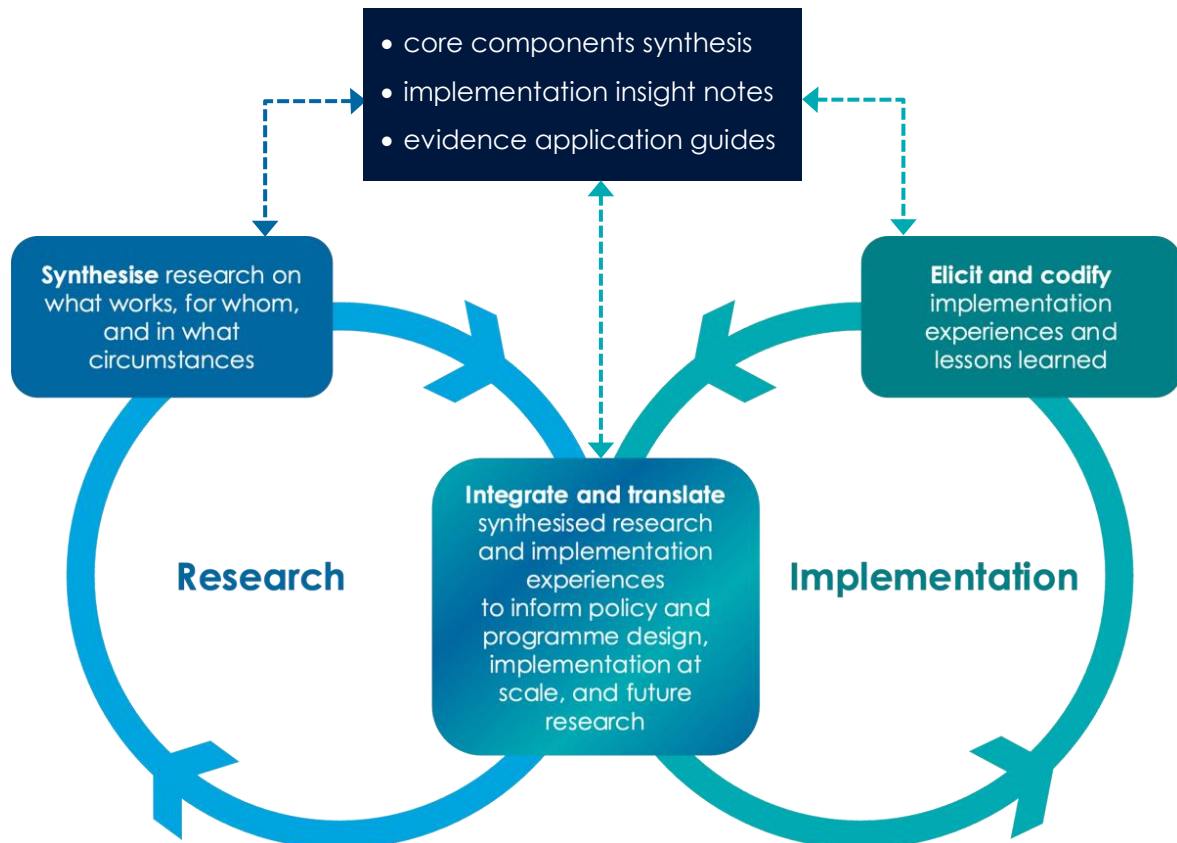 • core components synthesis
• implementation insight notes
• evidence application guides
Synthesise research on
what works, for whom,
and in what
circumstances
Elicit and codify
implementation
experiences and
lessons learned
Research
Integrate and translate
synthesised research
and implementation
experiences
to inform policy and
programme design,
implementation at
scale, and future
research
Implementation